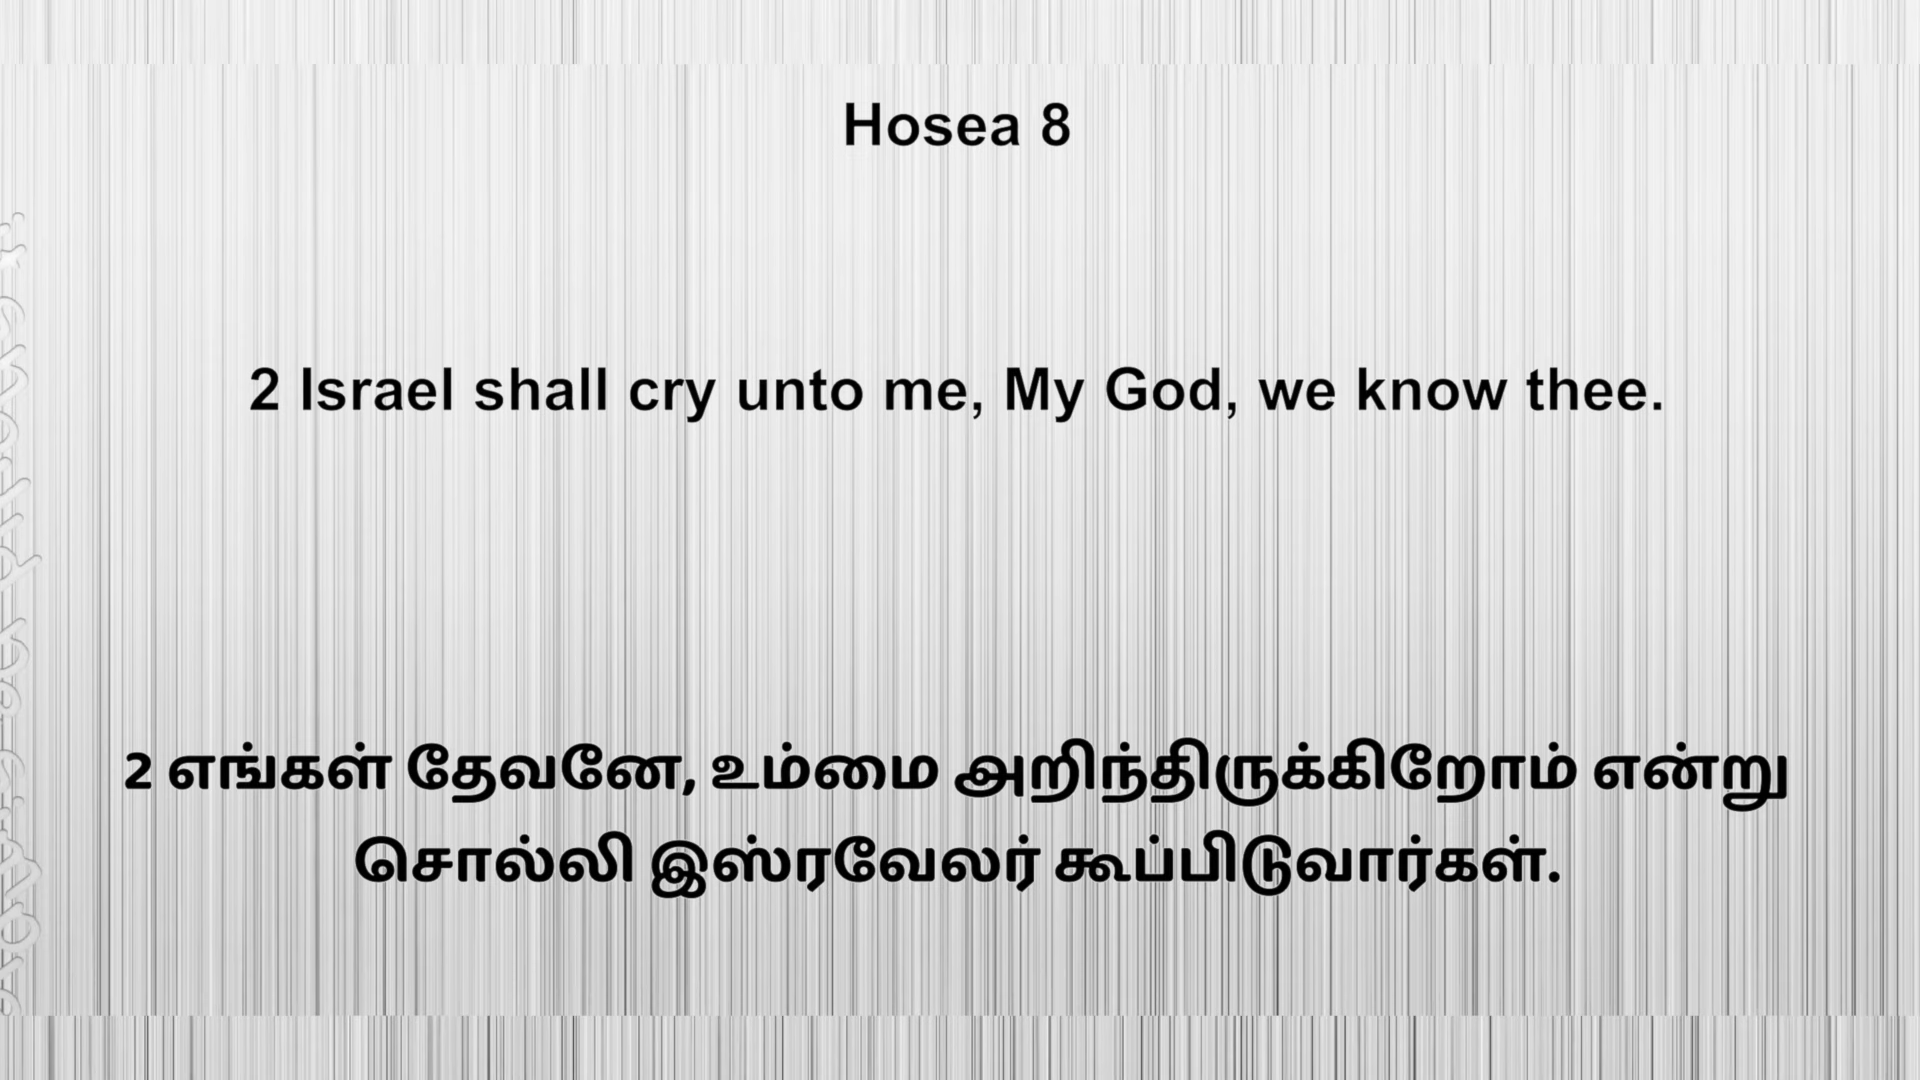 Hosea 8
2 Israel shall cry unto me, My God, we know thee.
2 எங்கள் தேவனே, உம்மை அறிந்திருக்கிறோம் என்று
சொல்லி இஸ்ரவேலர் கூப்பிடுவார்கள்.